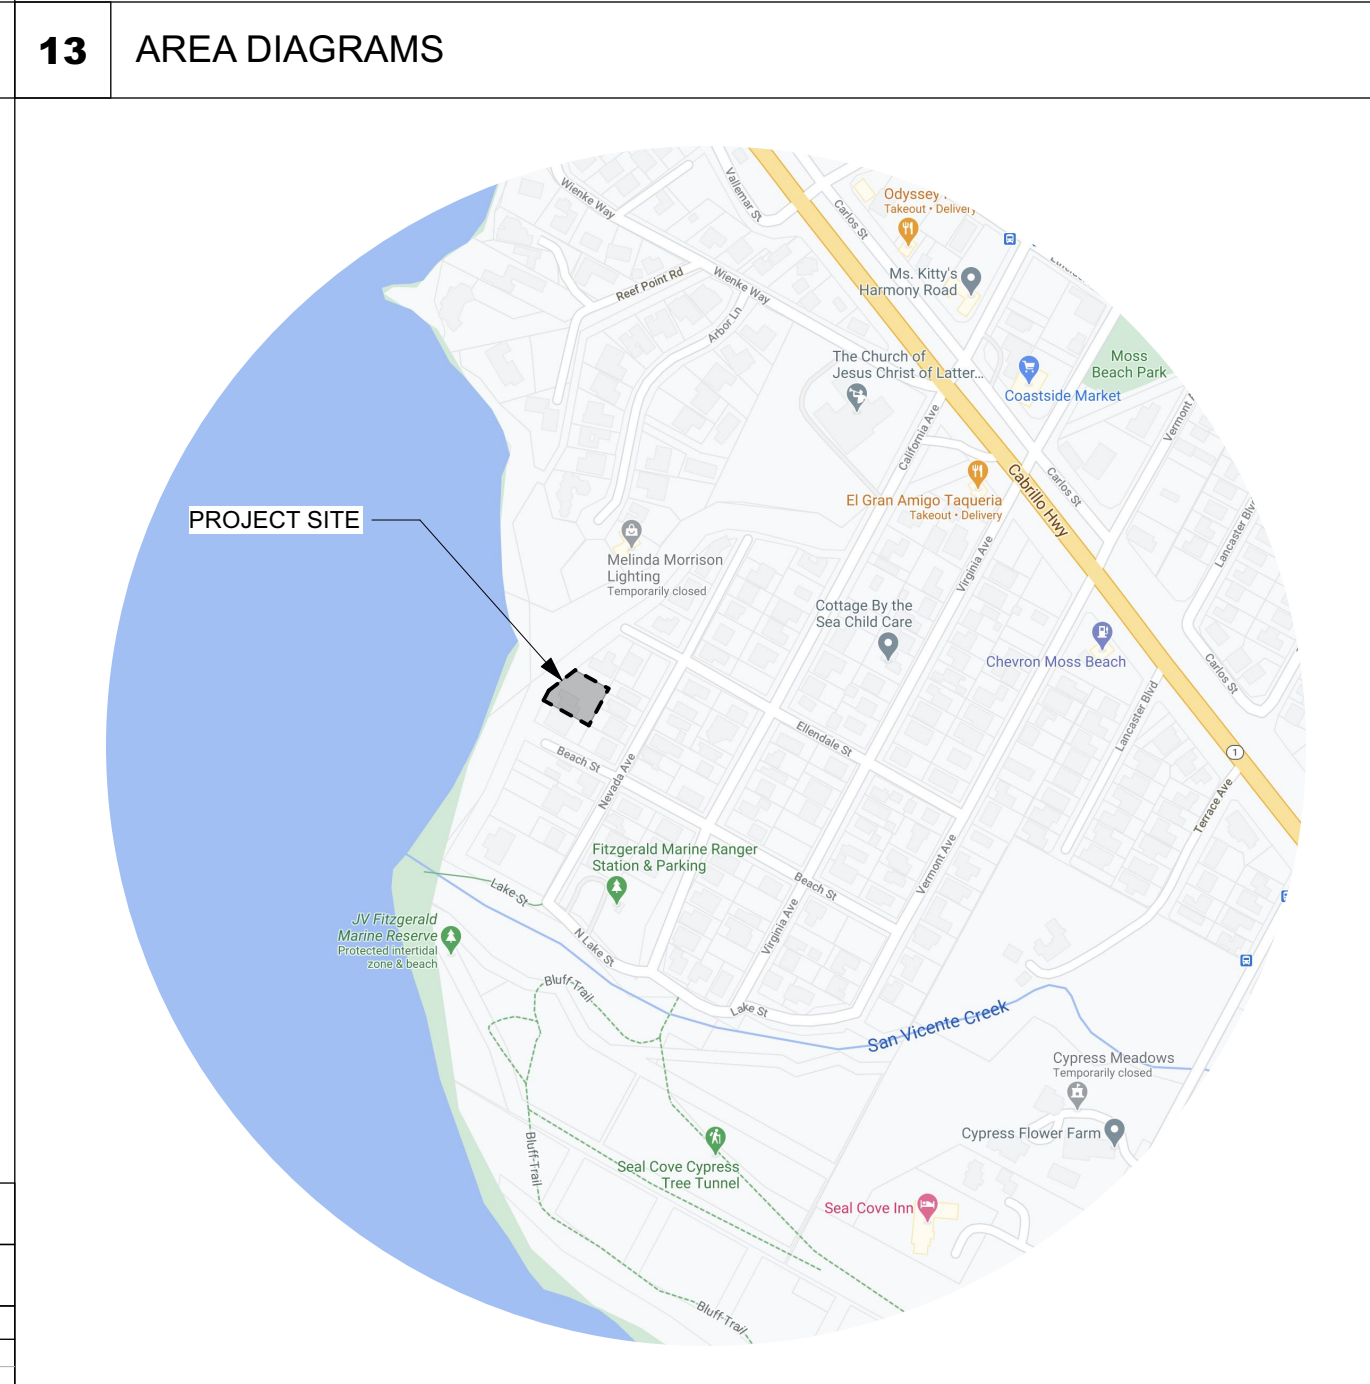 13 AREA DIAGRAMS
Wienke Way
Vallemar St
Carlos St
Odyssey
Takeout • Delivery
Ms. Kitty's
Harmony Road
Reef Point Rd
Wienke Way
Arbor Ln
The Church of
Jesus Christ of Latter...
Moss
Beach Park
Coastside Market
Vermont
California Ave
El Gran Amigo Taqueria
Takeout • Delivery
Cabrillo Hwy
Carlos St
Lancaster Blvd
PROJECT SITE
Melinda Morrison
Lighting
Temporarily closed
Virginia Ave
Cottage By the
Sea Child Care
Chevron Moss Beach
Carlos St
Lancaster Blvd
Ellendale St
1
Beach St
Nevada Ave
Terrace Ave
Fitzgerald Marine Ranger
Station & Parking
Vermont Ave
Beach St
Lake St
Virginia Ave
JV Fitzgerald
Marine Reserve
Protected intertidal
zone & beach
N Lake St
Bluff-Trail
Lake St
San Vicente Creek
Cypress Meadows
Temporarily closed
Cypress Flower Farm
Bluff-Trail
Seal Cove Cypress
Tree Tunnel
Seal Cove Inn
Bluff-Trail